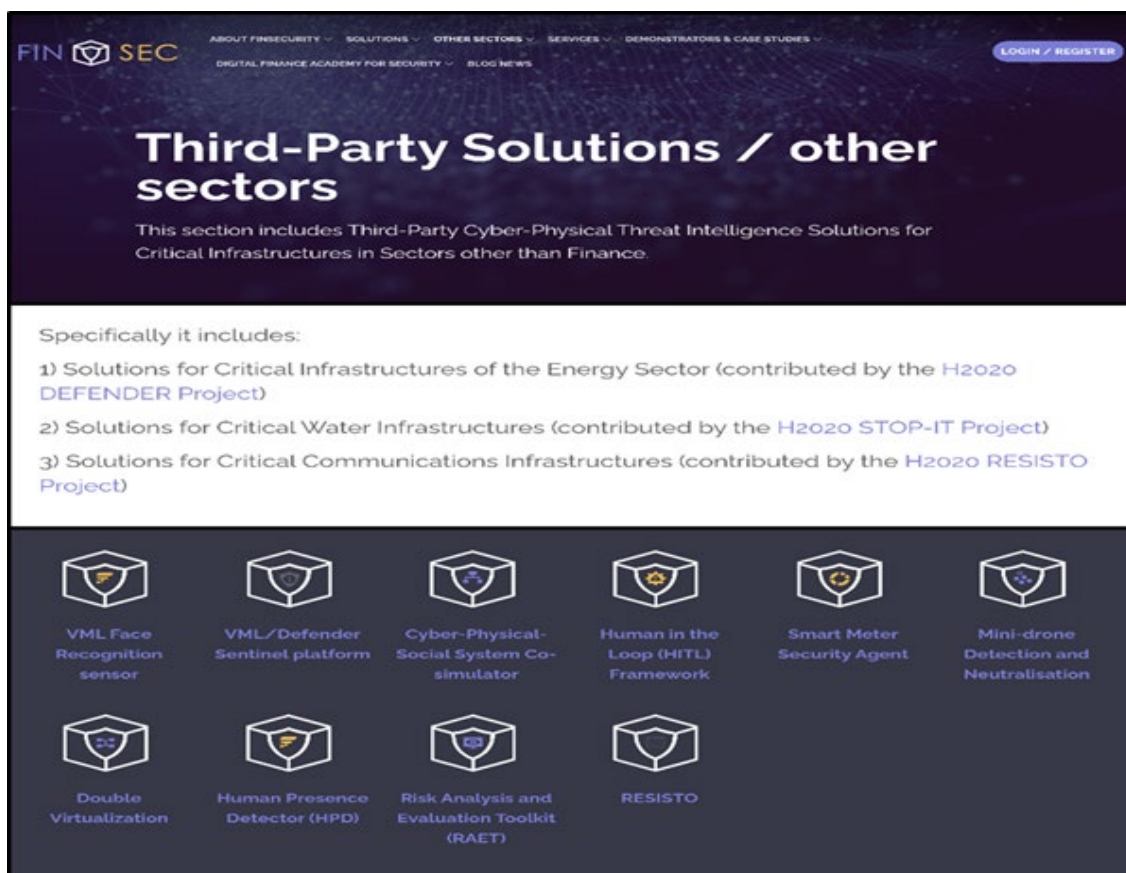 FIN SEC
ABOUT FINSECURITY SOLUTIONS OTHER SECTORS SERVICES DEMONSTRATORS & CASE STUDIES
DIGITAL FINANCE ACADEMY FOR SECURITY BLOG NEWS
LOGIN / REGISTER
Third-Party Solutions / other
sectors
This section includes Third-Party Cyber-Physical Threat Intelligence Solutions for
Critical Infrastructures in Sectors other than Finance.
Specifically it includes:
1) Solutions for Critical Infrastructures of the Energy Sector (contributed by the H2020
DEFENDER Project)
2) Solutions for Critical Water Infrastructures (contributed by the H2020 STOP-IT Project)
3) Solutions for Critical Communications Infrastructures (contributed by the H2020 RESISTO
Project)
VML Face
Recognition
sensor
VML/Defender
Sentinel platform
Cyber-Physical-
Social System Co-
simulator
Human in the
Loop (HITL)
Framework
Smart Meter
Security Agent
Mini-drone
Detection and
Neutralisation
Double
Virtualization
Human Presence
Detector (HPD)
Risk Analysis and
Evaluation Toolkit
(RAET)
RESISTO